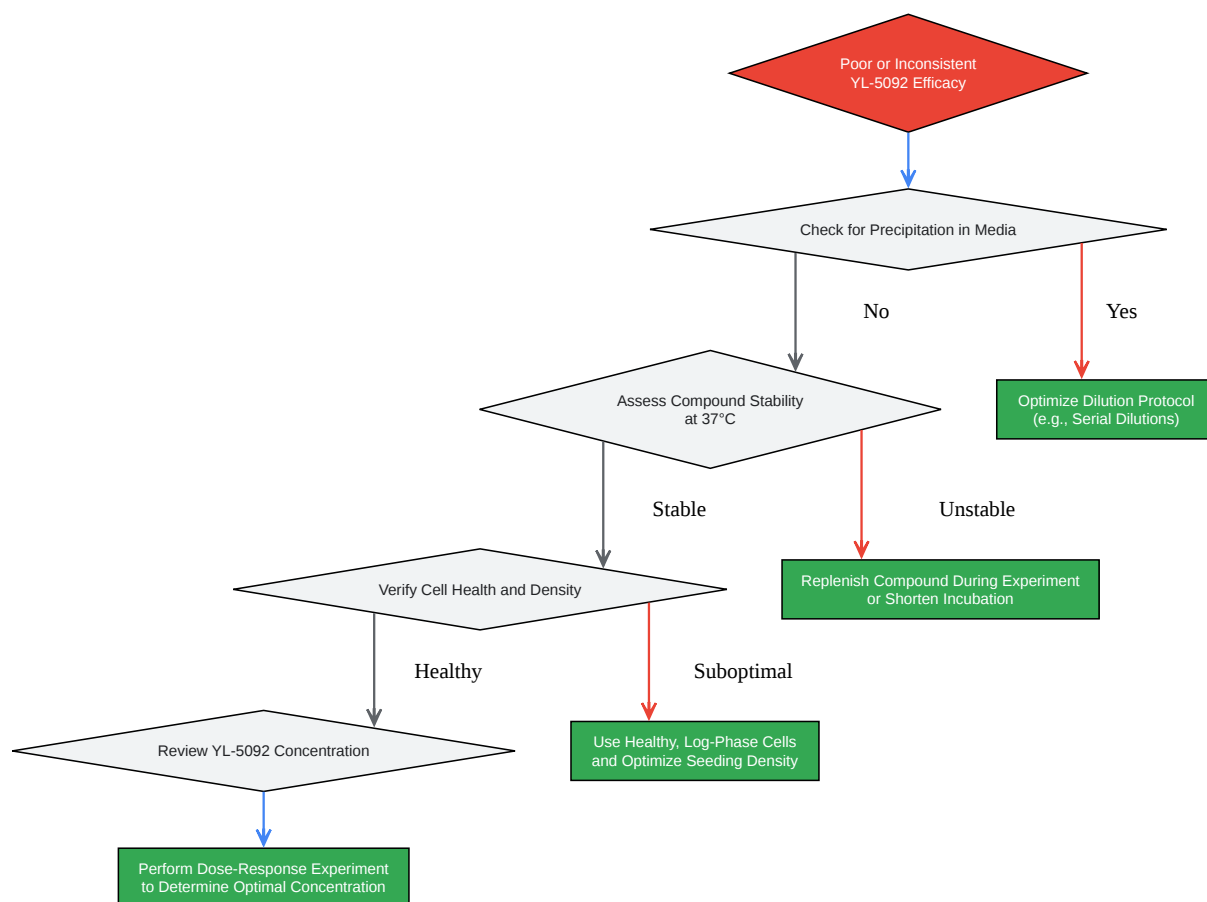 Poor or Inconsistent
YL-5092 Efficacy
Check for Precipitation in Media
No
Yes
Assess Compound Stability
at 37°C
Optimize Dilution Protocol
(e.g., Serial Dilutions)
Stable
Unstable
Verify Cell Health and Density
Replenish Compound During Experiment
or Shorten Incubation
Healthy
Suboptimal
Review YL-5092 Concentration
Use Healthy, Log-Phase Cells
and Optimize Seeding Density
Perform Dose-Response Experiment
to Determine Optimal Concentration